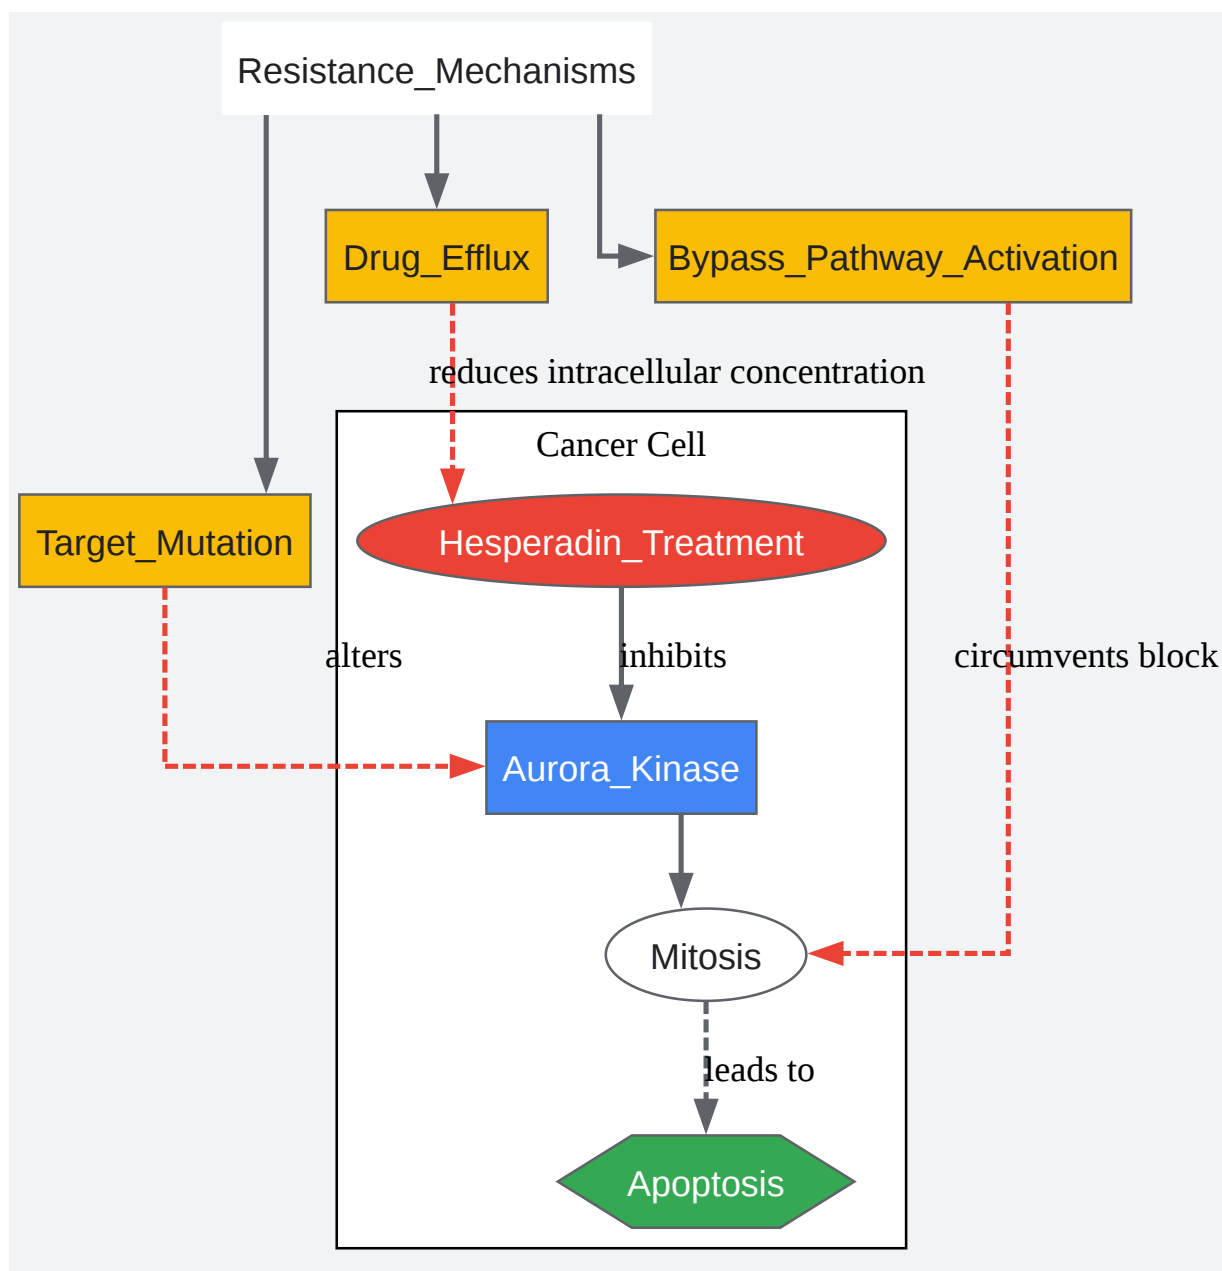 Resistance_Mechanisms
Drug_Efflux
Bypass_Pathway_Activation
reduces intracellular concentration
Cancer Cell
Target_Mutation
Hesperadin_Treatment
alters
inhibits
circumvents block
Aurora_Kinase
Mitosis
leads to
Apoptosis